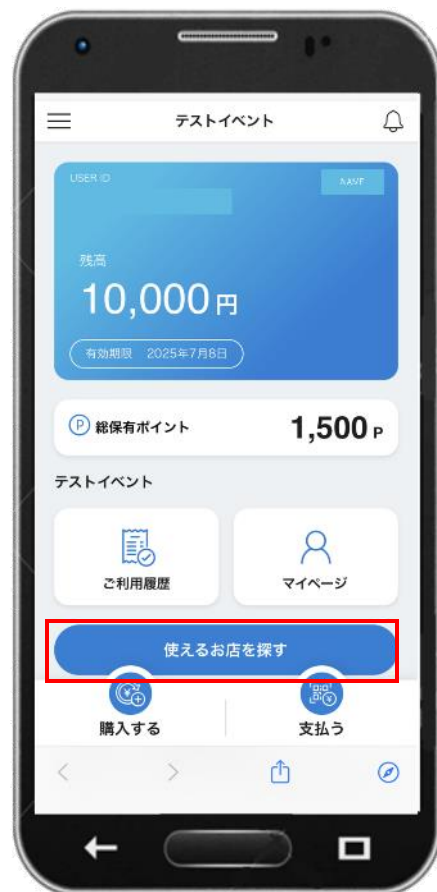 テストイベント
USER ID
NAME
残高
10,000円
有効期限 2025年7月8日
P 総保有ポイント 1,500 P
テストイベント
ご利用履歴 マイページ
使えるお店を探す
購入する 支払う